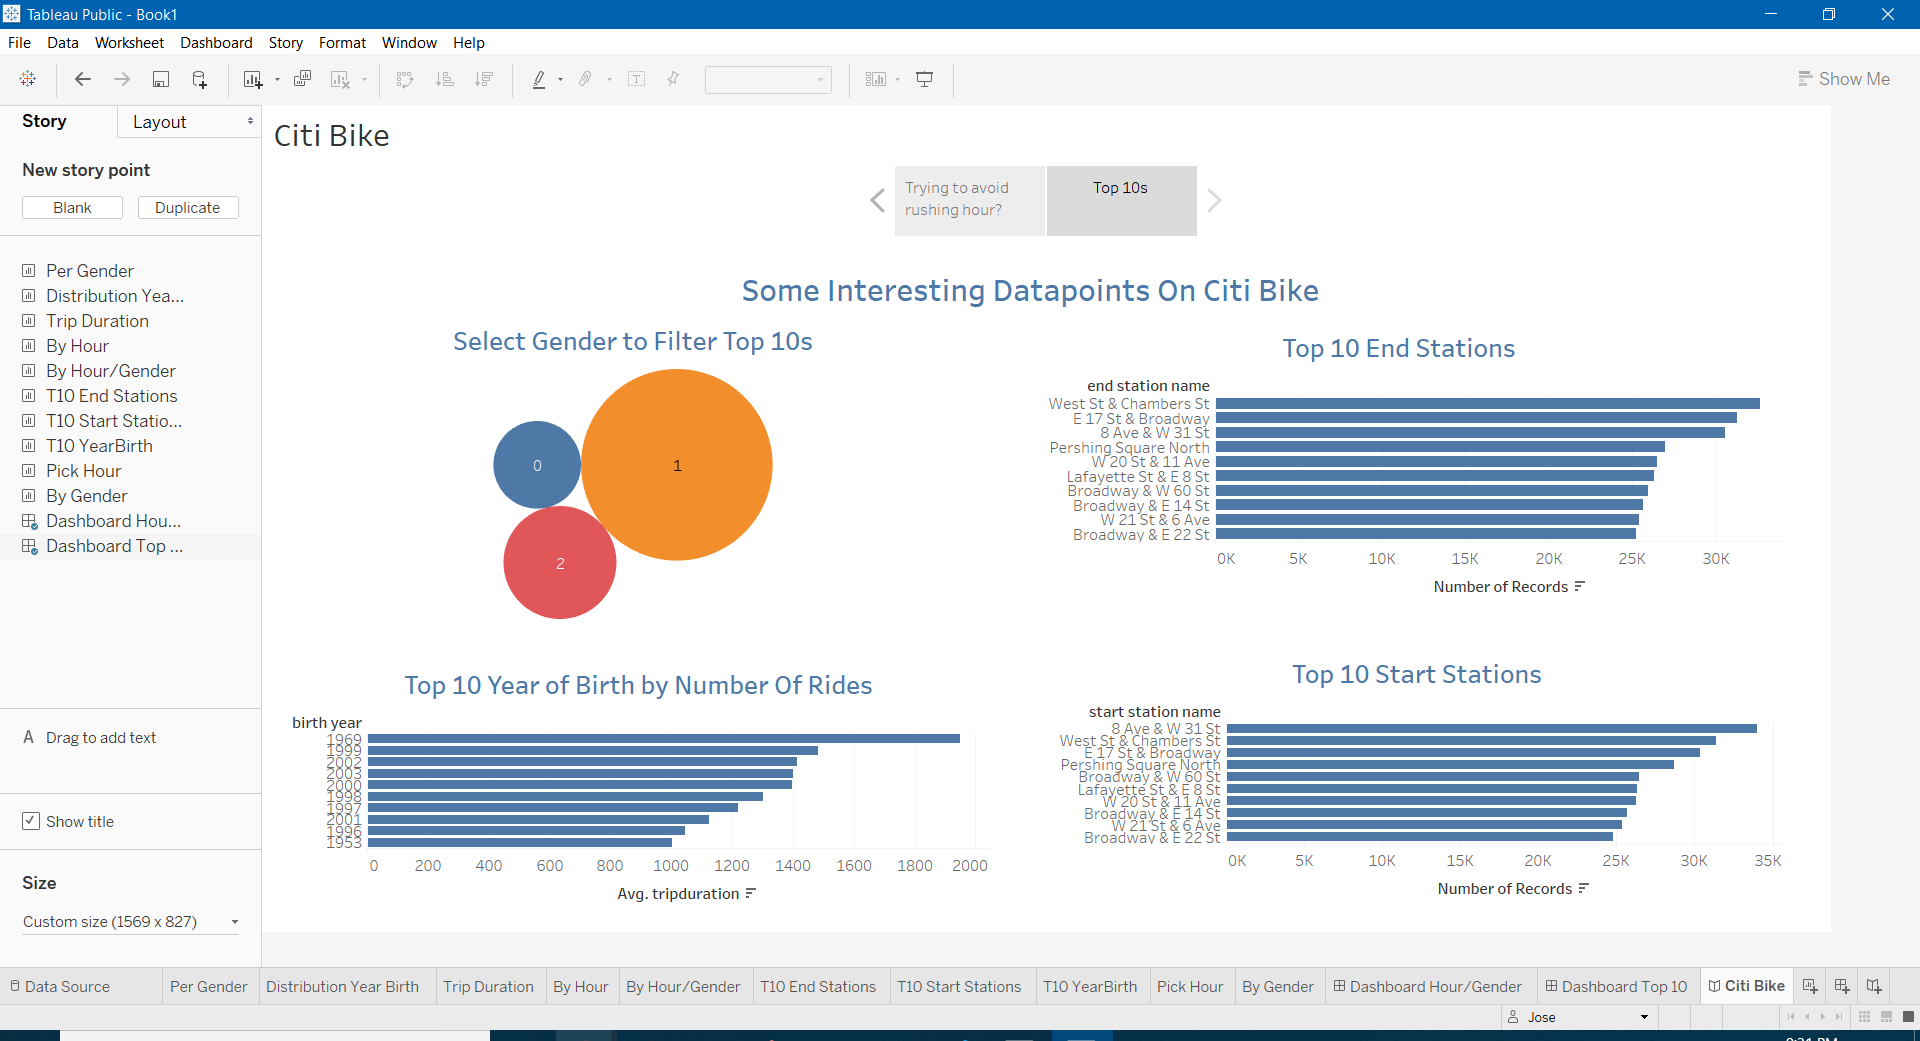 Tableau Public - Book1
File Data Worksheet Dashboard Story Format Window Help
Show Me
Story Layout
New story point
Blank Duplicate
Per Gender
Distribution Yea...
Trip Duration
By Hour
By Hour/Gender
T10 End Stations
T10 Start Statio...
T10 YearBirth
Pick Hour
By Gender
Dashboard Hou...
Dashboard Top ...
A Drag to add text
Show title
Size
Custom size (1569 x 827)
Citi Bike
Trying to avoid
rushing hour?
Top 10s
Some Interesting Datapoints On Citi Bike
Select Gender to Filter Top 10s
0
1
2
Top 10 End Stations
end station name
West St & Chambers St
E 17 St & Broadway
8 Ave & W 31 St
Pershing Square North
W 20 St & 11 Ave
Lafayette St & E 8 St
Broadway & W 60 St
Broadway & E 14 St
W 21 St & 6 Ave
Broadway & E 22 St
0K 5K 10K 15K 20K 25K 30K
Number of Records
Top 10 Year of Birth by Number Of Rides
birth year
1969
1999
2002
2003
2000
1998
1997
2001
1996
1953
0 200 400 600 800 1000 1200 1400 1600 1800 2000
Avg. tripduration
Top 10 Start Stations
start station name
8 Ave & W 31 St
West St & Chambers St
E 17 St & Broadway
Pershing Square North
Broadway & W 60 St
Lafayette St & E 8 St
W 20 St & 11 Ave
Broadway & E 14 St
W 21 St & 6 Ave
Broadway & E 22 St
0K 5K 10K 15K 20K 25K 30K 35K
Number of Records
Data Source Per Gender Distribution Year Birth Trip Duration By Hour By Hour/Gender T10 End Stations T10 Start Stations T10 YearBirth Pick Hour By Gender Dashboard Hour/Gender Dashboard Top 10 Citi Bike
Jose